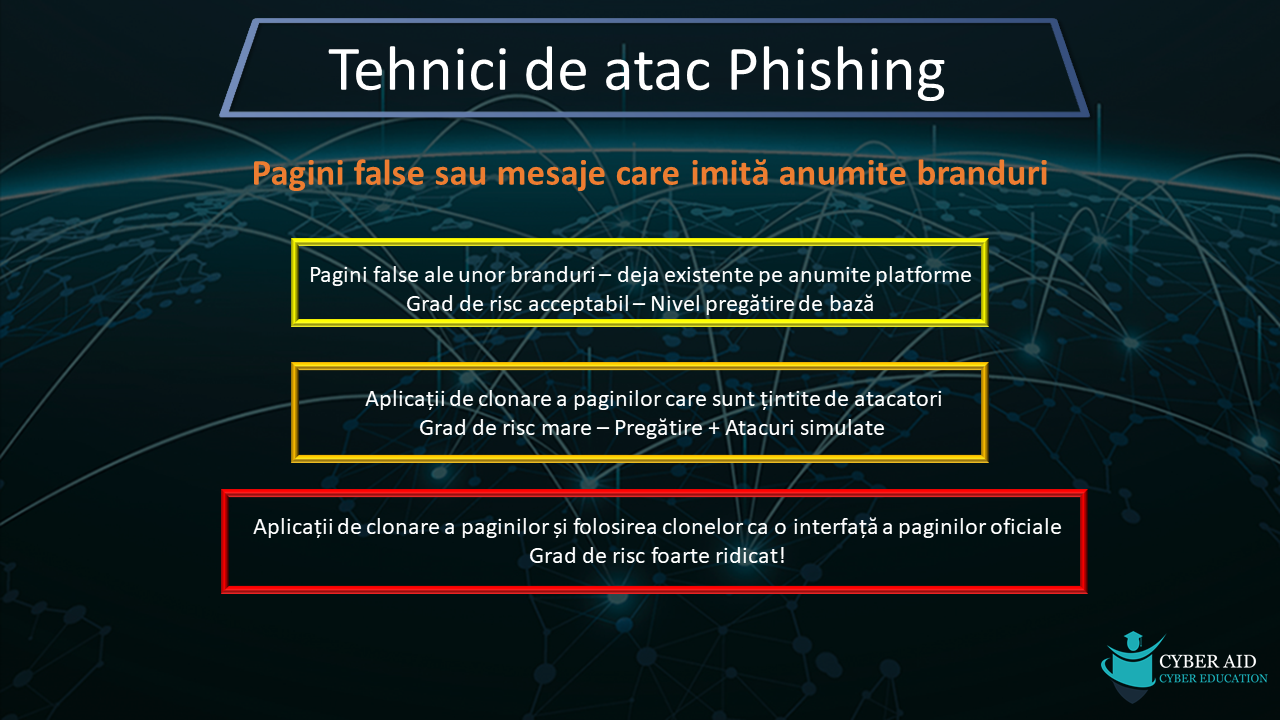 Tehnici de atac Phishing
Pagini false sau mesaje care imită anumite branduri
Pagini false ale unor branduri – deja existente pe anumite platforme
Grad de risc acceptabil – Nivel pregătire de bază
Aplicații de clonare a paginilor care sunt țintite de atacatori
Grad de risc mare – Pregătire + Atacuri simulate
Aplicații de clonare a paginilor și folosirea clonelor ca o interfață a paginilor oficiale
Grad de risc foarte ridicat!
CYBER AID
CYBER EDUCATION